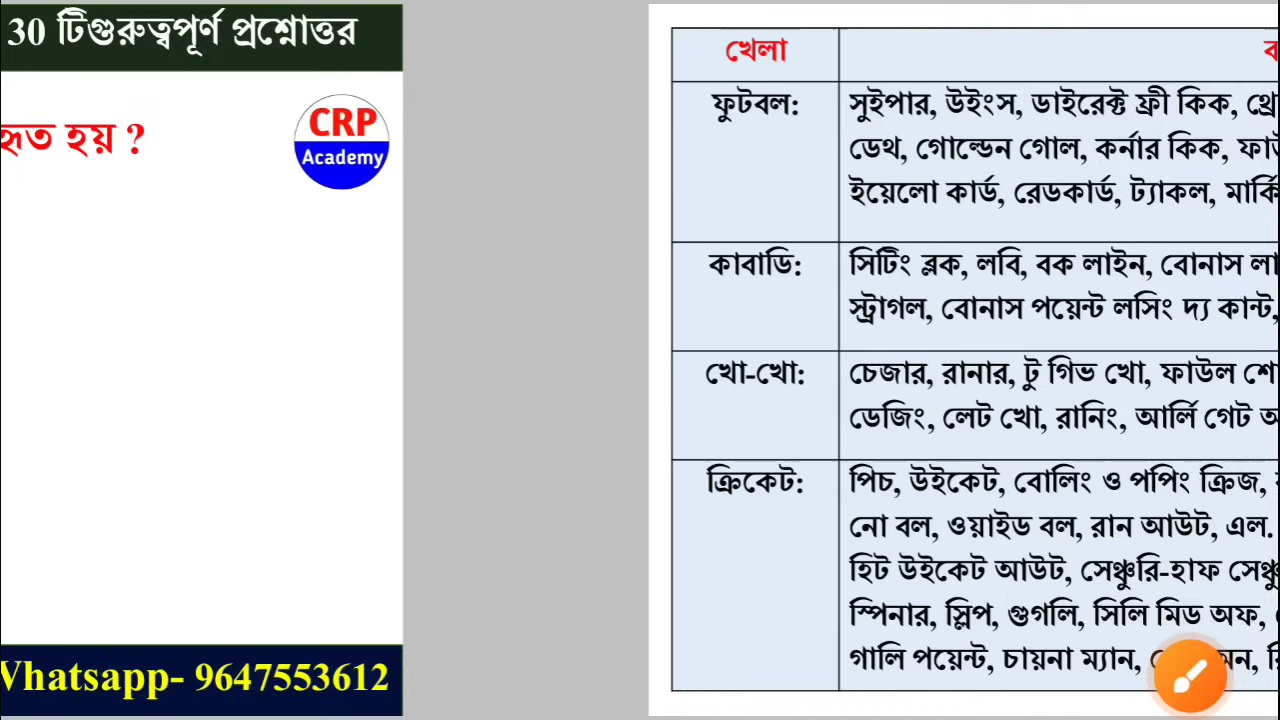 30 টিগুরুত্বপূর্ণ প্রশ্নোত্তর
হৃত হয় ?
CRP
Academy
Whatsapp- 9647553612
খেলা
ফুটবল:
সুইপার, উইংস, ডাইরেক্ট ফ্রী কিক, থ্রো
ডেথ, গোল্ডেন গোল, কর্নার কিক, ফাউ
ইয়েলো কার্ড, রেডকার্ড, ট্যাকল, মার্কি
কাবাডি:
সিটিং ব্লক, লবি, বক লাইন, বোনাস লা
স্ট্রাগল, বোনাস পয়েন্ট লসিং দ্য কান্ট,
খো-খো:
চেজার, রানার, টু গিভ খো, ফাউল শো
ডেজিং, লেট খো, রানিং, আর্লি গেট
ক্রিকেট:
পিচ, উইকেট, বোলিং ও পপিং ক্রিজ,
নো বল, ওয়াইড বল, রান আউট, এল.
হিট উইকেট আউট, সেঞ্চুরি-হাফ সেঞ্চু
স্পিনার, স্লিপ, গুগলি, সিলি মিড অফ,
গালি পয়েন্ট, চায়না ম্যান,